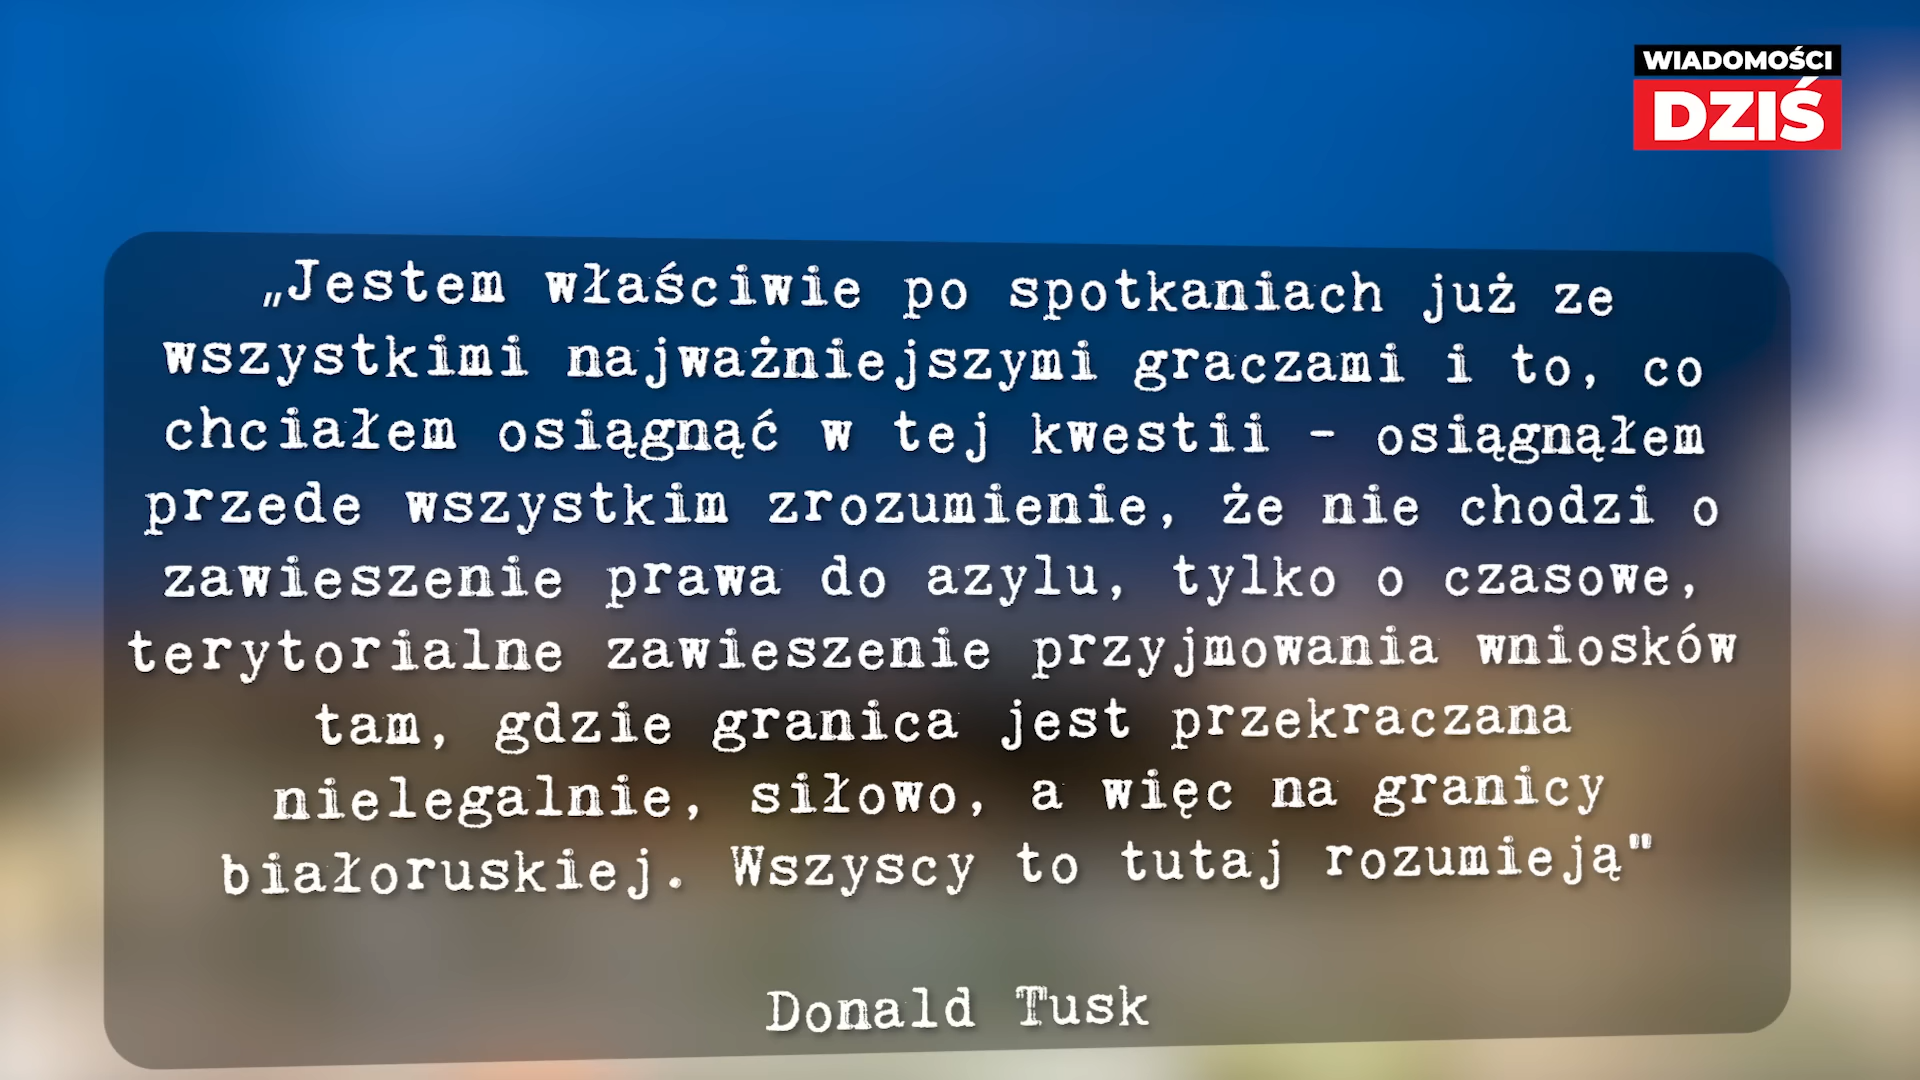 WIADOMOŚCI
DZIŚ
„Jestem właściwie po spotkaniach już ze
wszystkimi najważniejszymi graczami i to, co
chciałem osiągnąć w tej kwestii - osiągnąłem
przede wszystkim zrozumienie, że nie chodzi o
zawieszenie prawa do azylu, tylko o czasowe,
terytorialne zawieszenie przyjmowania wniosków
tam, gdzie granica jest przekraczana
nielegalnie, siłowo, a więc na granicy
białoruskiej. Wszyscy to tutaj rozumieją"
Donald Tusk